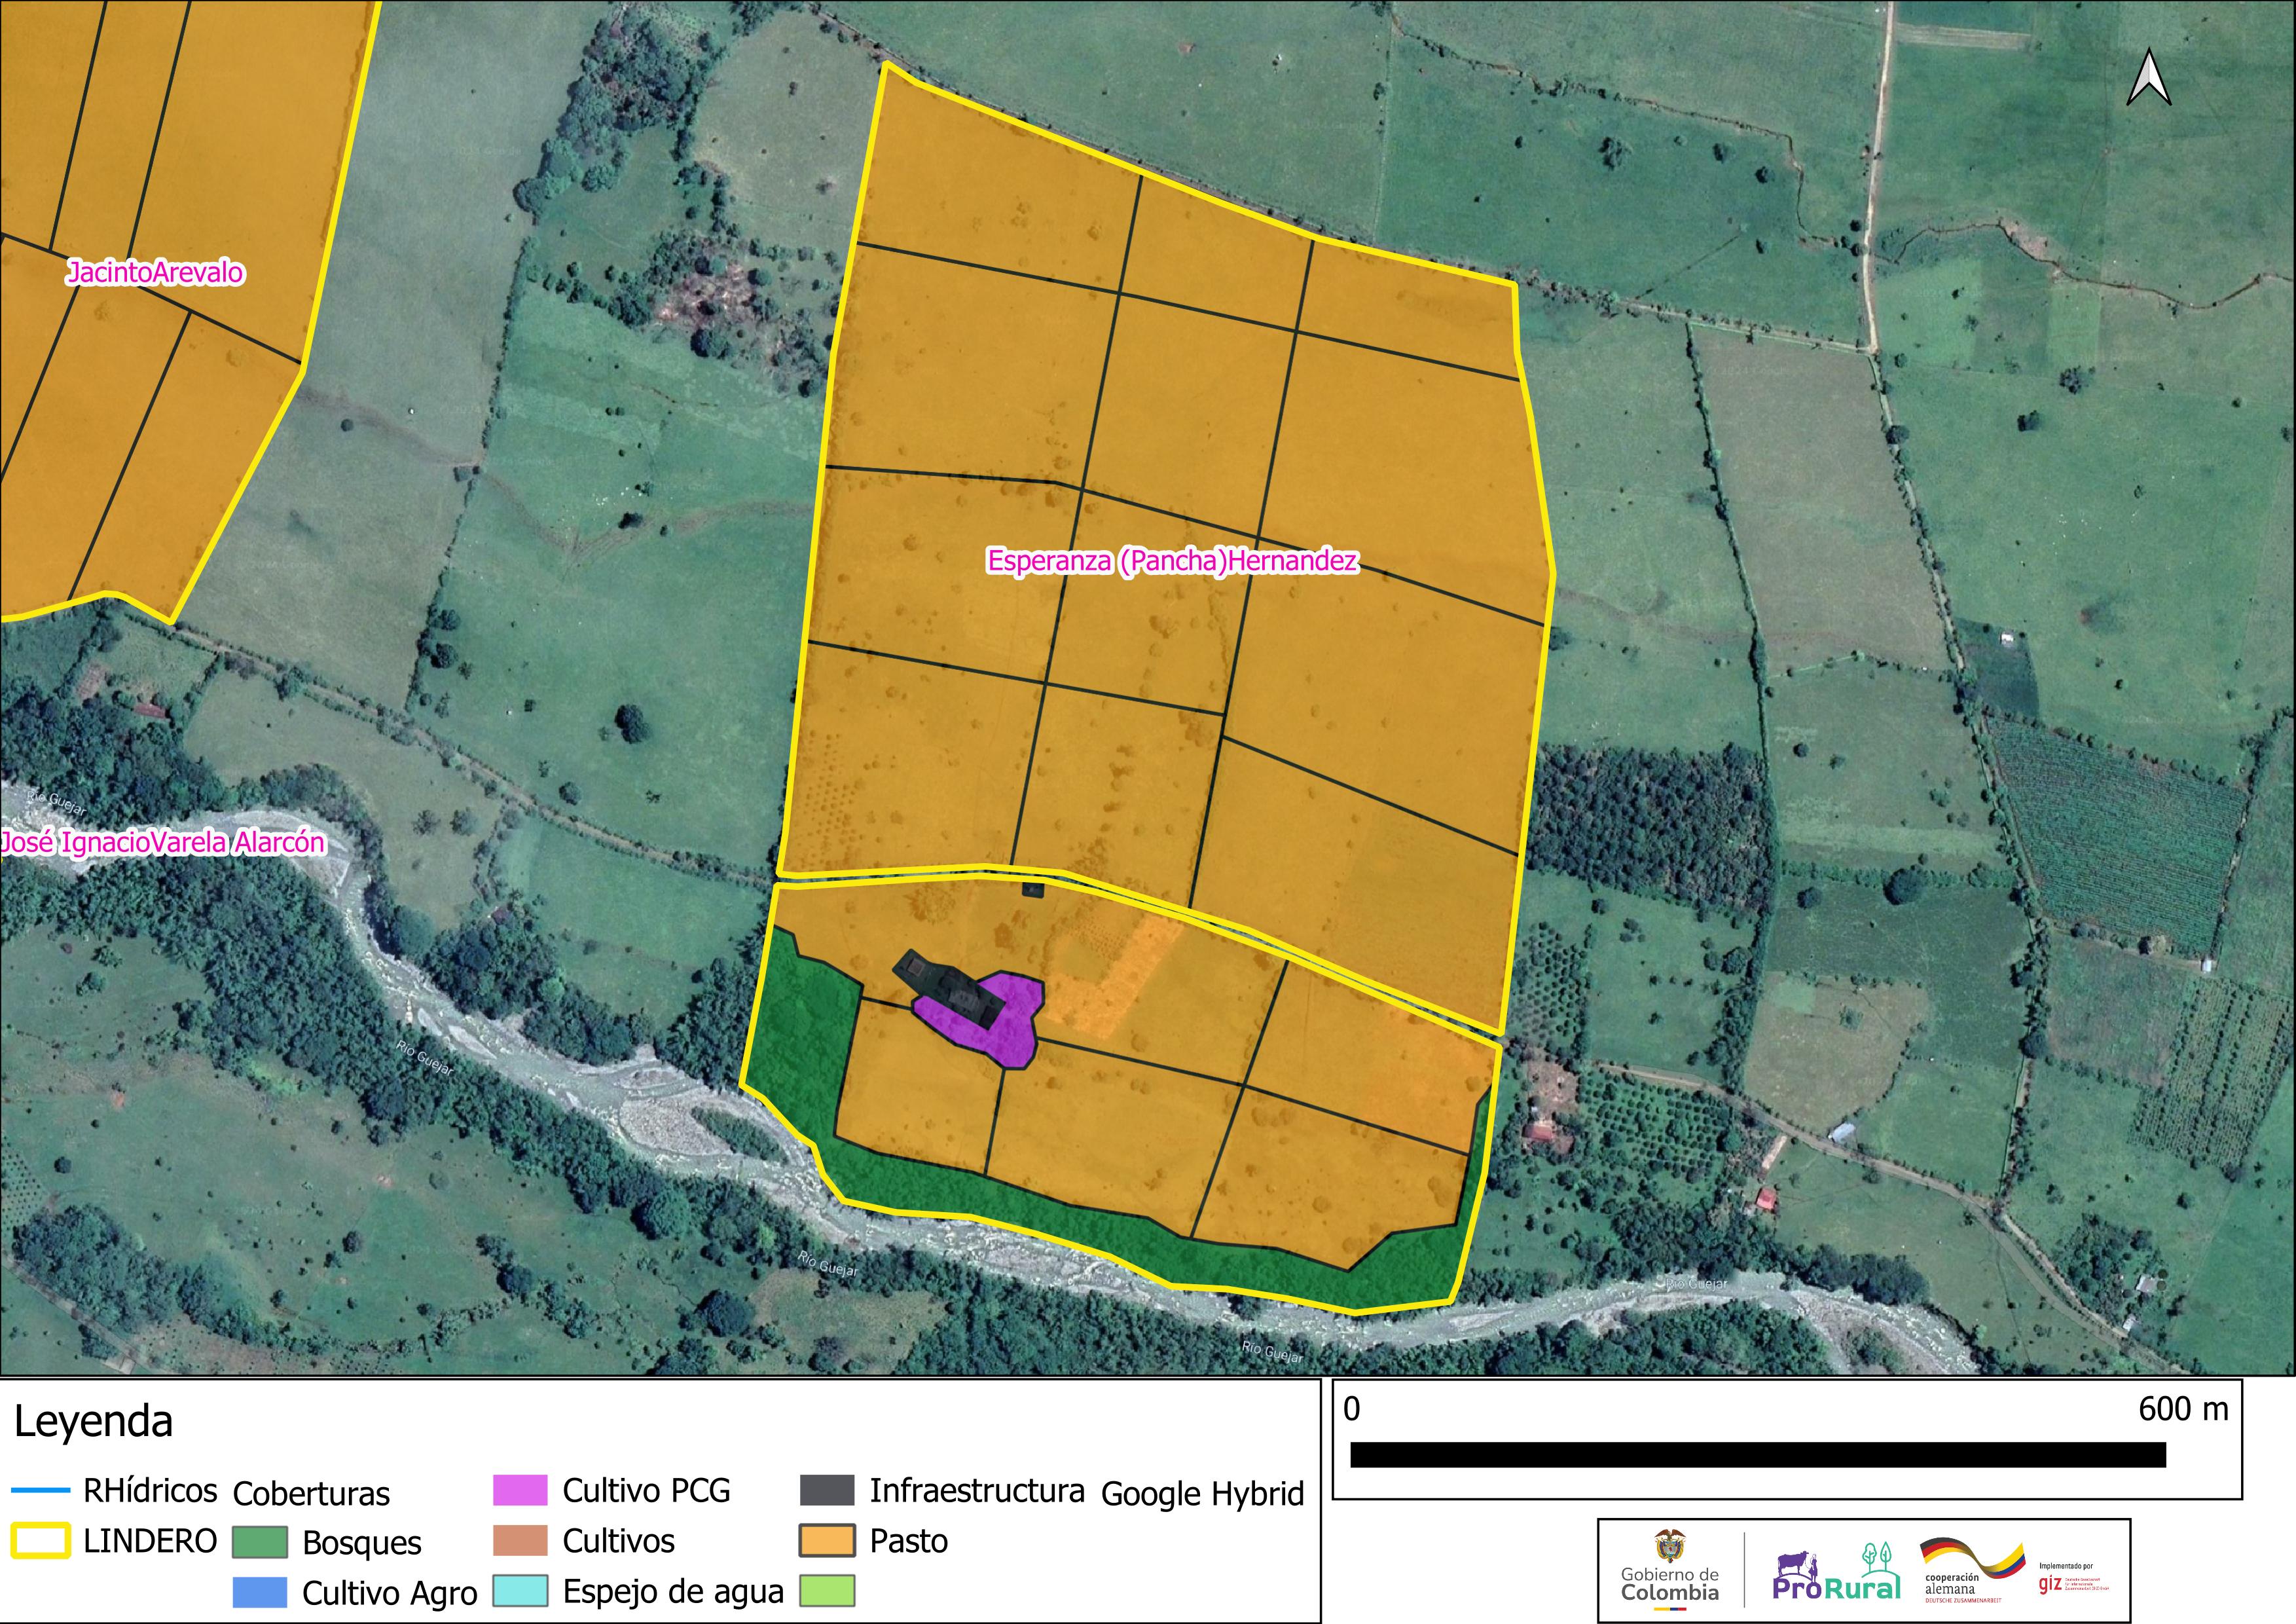 JacintoArevalo
Esperanza (Pancha)Hernandez
Río Guejar
José IgnacioVarela Alarcón
Río Guejar
Río Guejar
Río Guejar
Río Guejar
Leyenda
RHídricos
LINDERO
Coberturas
Bosques
Cultivo Agro
Cultivo PCG
Cultivos
Espejo de agua
Infraestructura
Pasto
Google Hybrid
0 600 m
Gobierno de
Colombia
ProRural
cooperación
alemana
DEUTSCHE ZUSAMMENARBEIT
Implementado por
giz